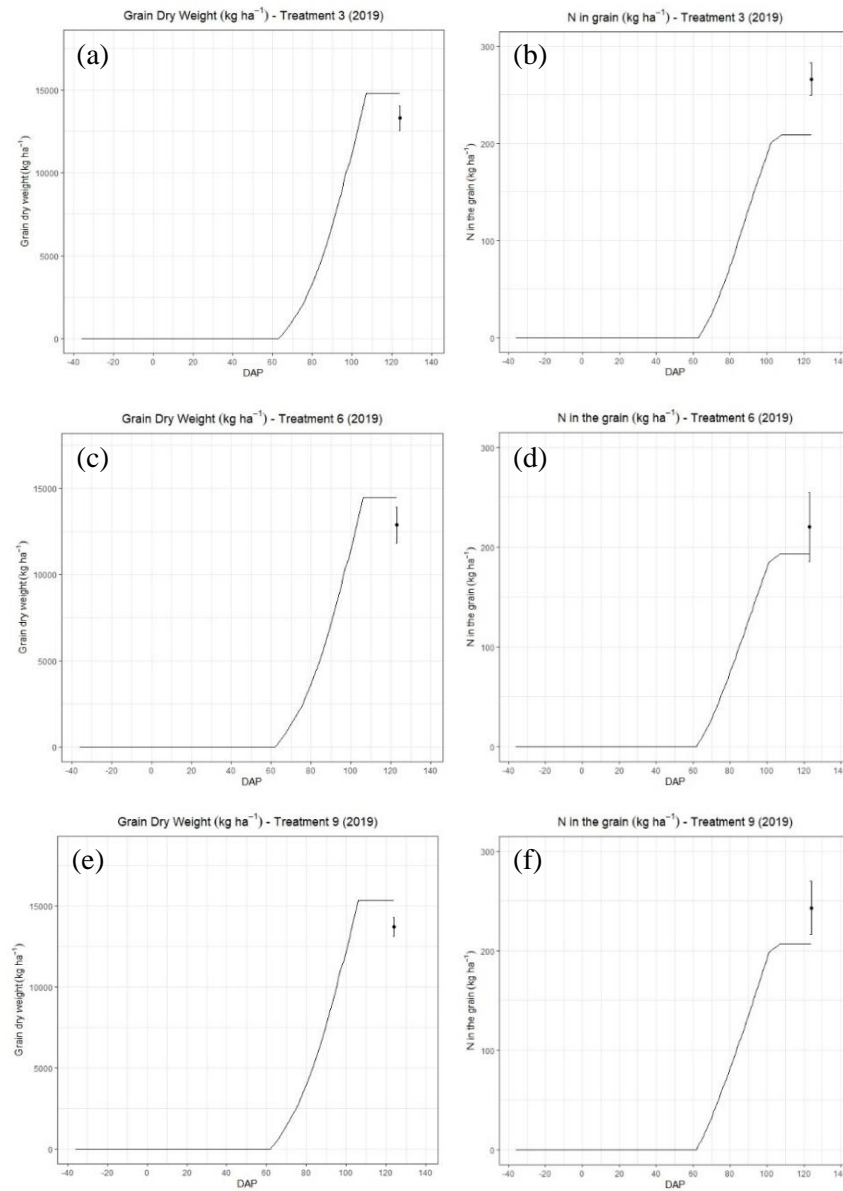 Grain Dry Weight (kg ha⁻¹) - Treatment 3 (2019)
(a)
15000
10000
5000
0
Grain dry weight (kg ha⁻¹)
-40 -20 0 20 40 60 80 100 120 140
DAP
N in grain (kg ha⁻¹) - Treatment 3 (2019)
(b)
300
200
100
0
N in the grain (kg ha⁻¹)
-40 -20 0 20 40 60 80 100 120 140
DAP
Grain Dry Weight (kg ha⁻¹) - Treatment 6 (2019)
(c)
15000
10000
5000
0
Grain dry weight (kg ha⁻¹)
-40 -20 0 20 40 60 80 100 120 140
DAP
N in the grain (kg ha⁻¹) - Treatment 6 (2019)
(d)
300
200
100
0
N in the grain (kg ha⁻¹)
-40 -20 0 20 40 60 80 100 120 140
DAP
Grain Dry Weight (kg ha⁻¹) - Treatment 9 (2019)
(e)
15000
10000
5000
0
Grain dry weight (kg ha⁻¹)
-40 -20 0 20 40 60 80 100 120 140
DAP
N in the grain (kg ha⁻¹) - Treatment 9 (2019)
(f)
300
200
100
0
N in the grain (kg ha⁻¹)
-40 -20 0 20 40 60 80 100 120 140
DAP